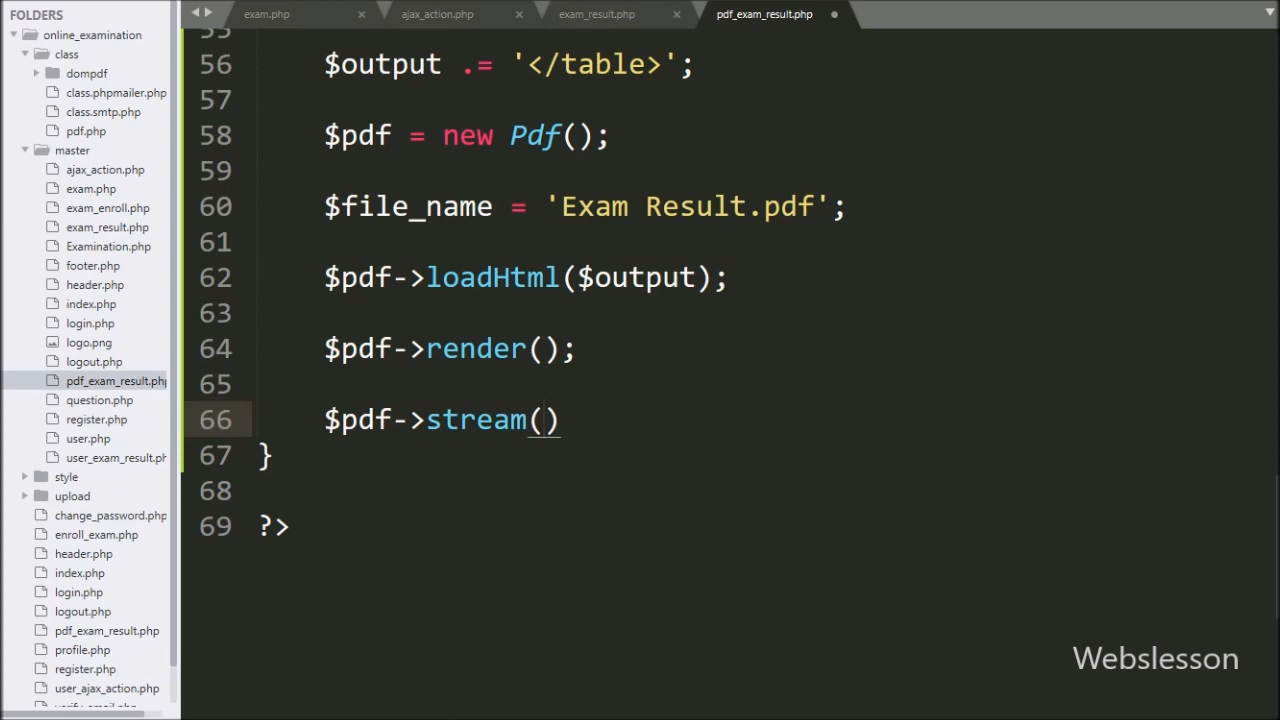 FOLDERS
online_examination
class
dompdf
class.phpmailer.php
class.smtp.php
pdf.php
master
ajax_action.php
exam.php
exam_enroll.php
exam_result.php
Examination.php
footer.php
header.php
index.php
login.php
logo.png
logout.php
pdf_exam_result.php
question.php
register.php
user.php
user_exam_result.ph
style
upload
change_password.php
enroll_exam.php
header.php
index.php
login.php
logout.php
pdf_exam_result.php
profile.php
register.php
user_ajax_action.php
exam.php × ajax_action.php × exam_result.php × pdf_exam_result.php
55
56 $output .= '</table>';
57
58 $pdf = new Pdf();
59
60 $file_name = 'Exam Result.pdf';
61
62 $pdf->loadHtml($output);
63
64 $pdf->render();
65
66 $pdf->stream()
67 }
68
69 ?>
Webslesson